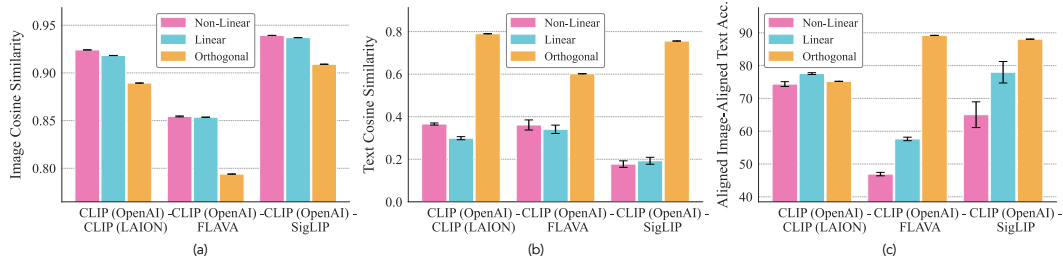 Image Cosine Similarity
0.95
0.90
0.85
0.80
Non-Linear
Linear
Orthogonal
CLIP (OpenAI) -CLIP (OpenAI) -CLIP (OpenAI) -
CLIP (LAION) FLAVA SigLIP
(a)
Text Cosine Similarity
0.8
0.6
0.4
0.2
0.0
Non-Linear
Linear
Orthogonal
CLIP (OpenAI) -CLIP (OpenAI) -CLIP (OpenAI) -
CLIP (LAION) FLAVA SigLIP
(b)
Aligned Image-Aligned Text Acc.
90
80
70
60
50
40
Non-Linear
Linear
Orthogonal
CLIP (OpenAI) -CLIP (OpenAI) -CLIP (OpenAI) -
CLIP (LAION) FLAVA SigLIP
(c)